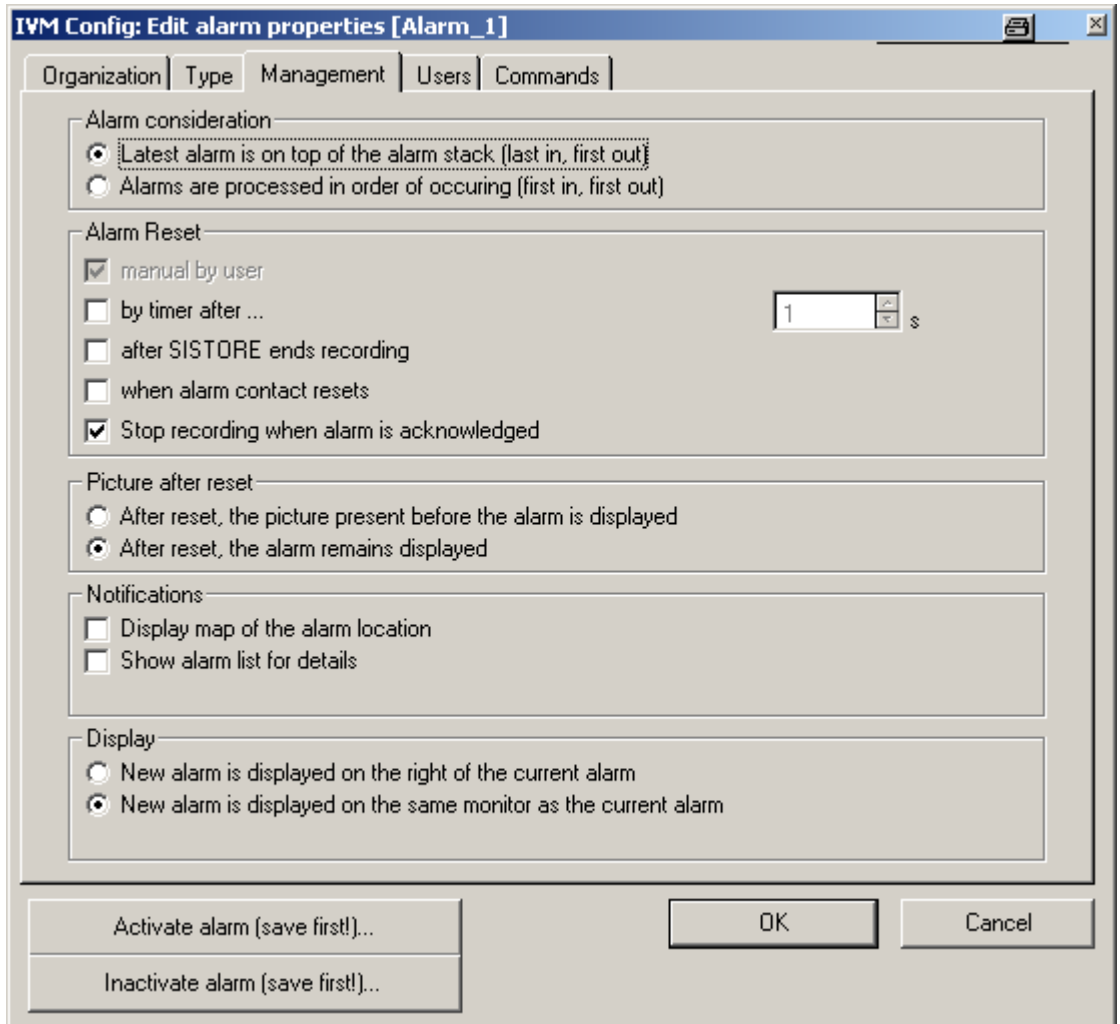 IVM Config: Edit alarm properties [Alarm_1]
Organization Type Management Users Commands
Alarm consideration
Latest alarm is on top of the alarm stack (last in, first out)
Alarms are processed in order of occuring (first in, first out)
Alarm Reset
manual by user
by timer after ... 1 s
after SISTORE ends recording
when alarm contact resets
Stop recording when alarm is acknowledged
Picture after reset
After reset, the picture present before the alarm is displayed
After reset, the alarm remains displayed
Notifications
Display map of the alarm location
Show alarm list for details
Display
New alarm is displayed on the right of the current alarm
New alarm is displayed on the same monitor as the current alarm
Activate alarm (save first!)... OK Cancel
Inactivate alarm (save first!)...